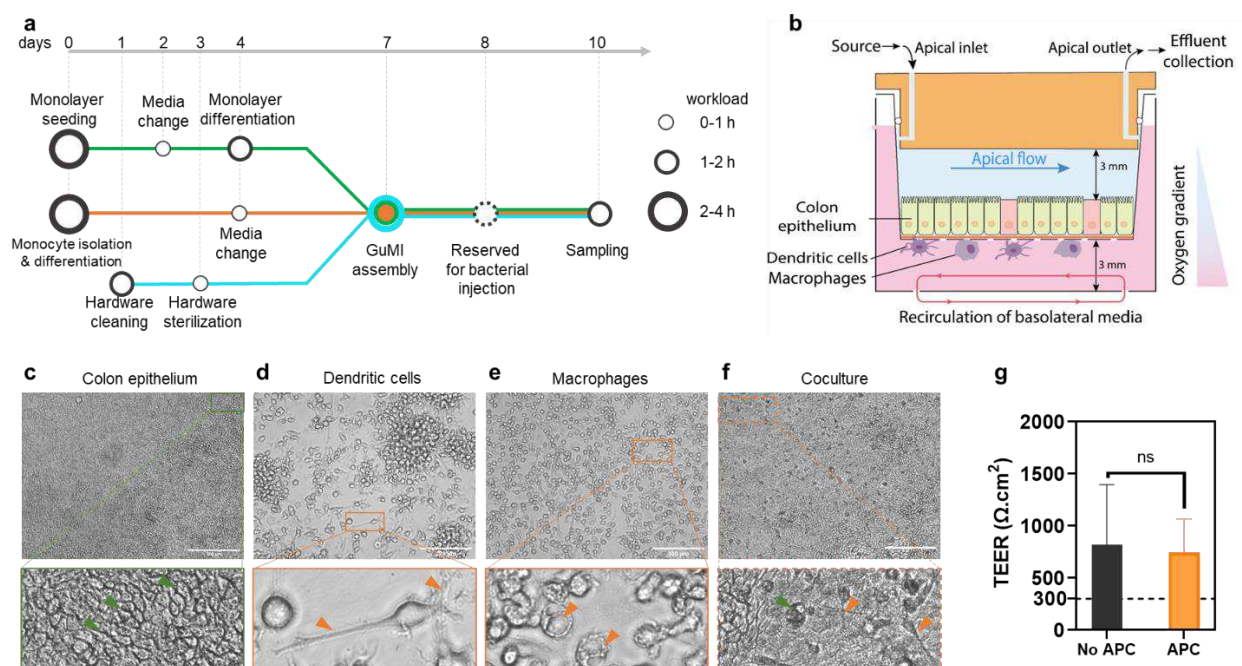 a
days 0 1 2 3 4 7 8 10
Monolayer
seeding
Media
change
Monolayer
differentiation
Monocyte isolation
& differentiation
Media
change
Hardware
cleaning
Hardware
sterilization
GuMI
assembly
Reserved
for bacterial
injection
Sampling
workload
0-1 h
1-2 h
2-4 h
b
Source
Apical inlet
Apical outlet
Effluent
collection
Apical flow
3 mm
Colon
epithelium
Dendritic cells
Macrophages
3 mm
Recirculation of basolateral media
Oxygen gradient
c Colon epithelium
d Dendritic cells
e Macrophages
f Coculture
g
TEER (Ω.cm²)
2000
1500
1000
500
300
0
ns
No APC
APC